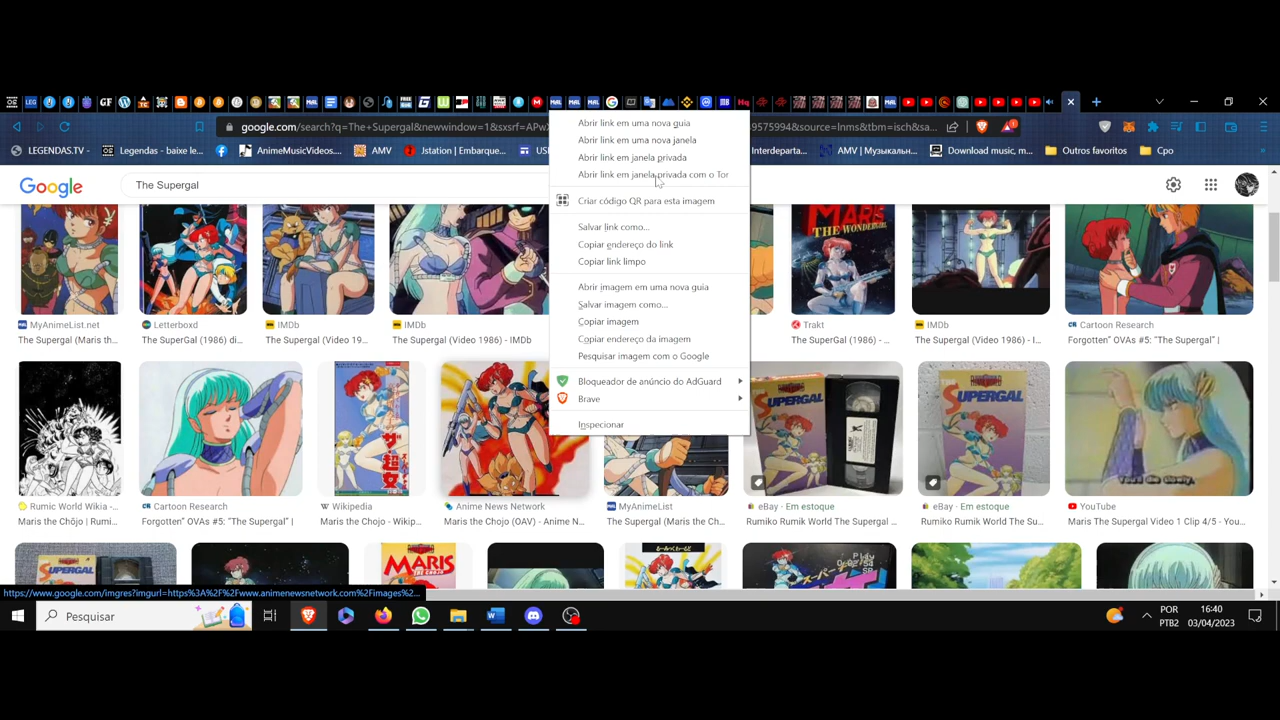 google.com/search?q=The+Supergal&newwindow=1&sxsrf=APwX
89575994&source=lnms&tbm=isch&sa...
LEGENDAS.TV -
Legendas - baixe le...
AnimeMusicVideos...
AMV
Jstation | Embarque...
Interdeparta...
AMV | Музыкальн...
Download music, m...
Outros favoritos
Cpo
Google
The Supergal
Abrir link em uma nova guia
Abrir link em uma nova janela
Abrir link em janela privada
Abrir link em janela privada com o Tor
Criar código QR para esta imagem
Salvar link como...
Copiar endereço do link
Copiar link limpo
Abrir imagem em uma nova guia
Salvar imagem como...
Copiar imagem
Copiar endereço da imagem
Pesquisar imagem com o Google
Bloqueador de anúncio do AdGuard
Brave
Inspecionar
MARIS
THE WONDERGIRL
MyAnimeList.net
The Supergal (Maris th...
Letterboxd
The SuperGal (1986) di...
IMDb
The Supergal (Video 19...
IMDb
The Supergal (Video 1986) - IMDb
Trakt
The SuperGal (1986) -...
IMDb
The Supergal (Video 1986) - I...
Cartoon Research
Forgotten" OVAs #5: "The Supergal" |
SUPERGAL
SUPERGAL
You'll die slowly.
Rumic World Wikia -...
Maris the Chōjo | Rumi...
Cartoon Research
Forgotten" OVAs #5: "The Supergal" |
Wikipedia
Maris the Chojo - Wikip...
Anime News Network
Maris the Chojo (OAV) - Anime N...
MyAnimeList
The Supergal (Maris the Ch...
eBay · Em estoque
Rumiko Rumik World The Supergal ...
eBay · Em estoque
Rumiko Rumik World The Su...
YouTube
Maris The Supergal Video 1 Clip 4/5 - You...
SUPERGAL
MARIS
https://www.google.com/imgres?imgurl=https%3A%2F%2Fwww.animenewsnetwork.com%2Fimages%2...
Pesquisar
POR
PTB2
16:40
03/04/2023